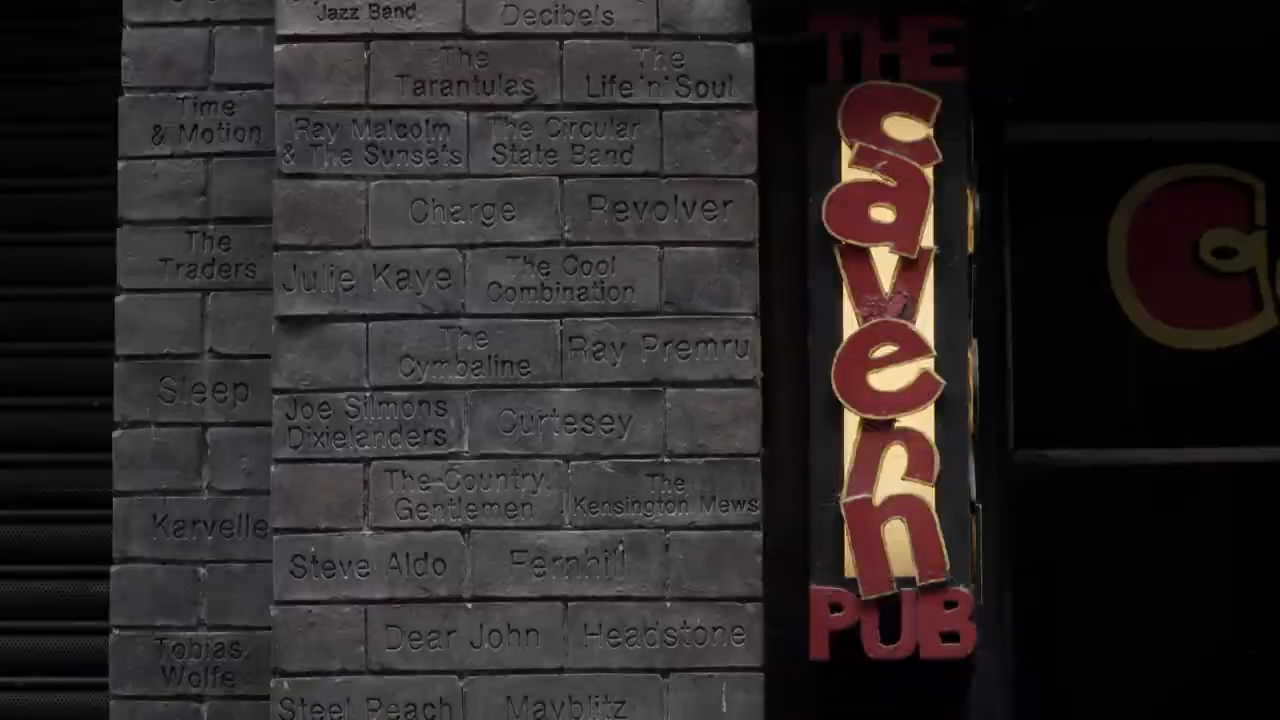 Jazz Band
Decibels
The
Tarantulas
The
Life 'n' Soul
Time
& Motion
Ray Malcolm
& The Sunsets
The Circular
State Band
Charge
Revolver
The
Traders
Julie Kaye
The Cool
Combination
The
Cymbaline
Ray Premru
Sleep
Joe Silmons
Dixielanders
Curtesey
The Country
Gentlemen
The
Kensington Mews
Karvelle
Steve Aldo
Fernhill
Dear John
Headstone
Tobias
Wolfe
Steel Peach
Mayblitz
THE
caven
PUB